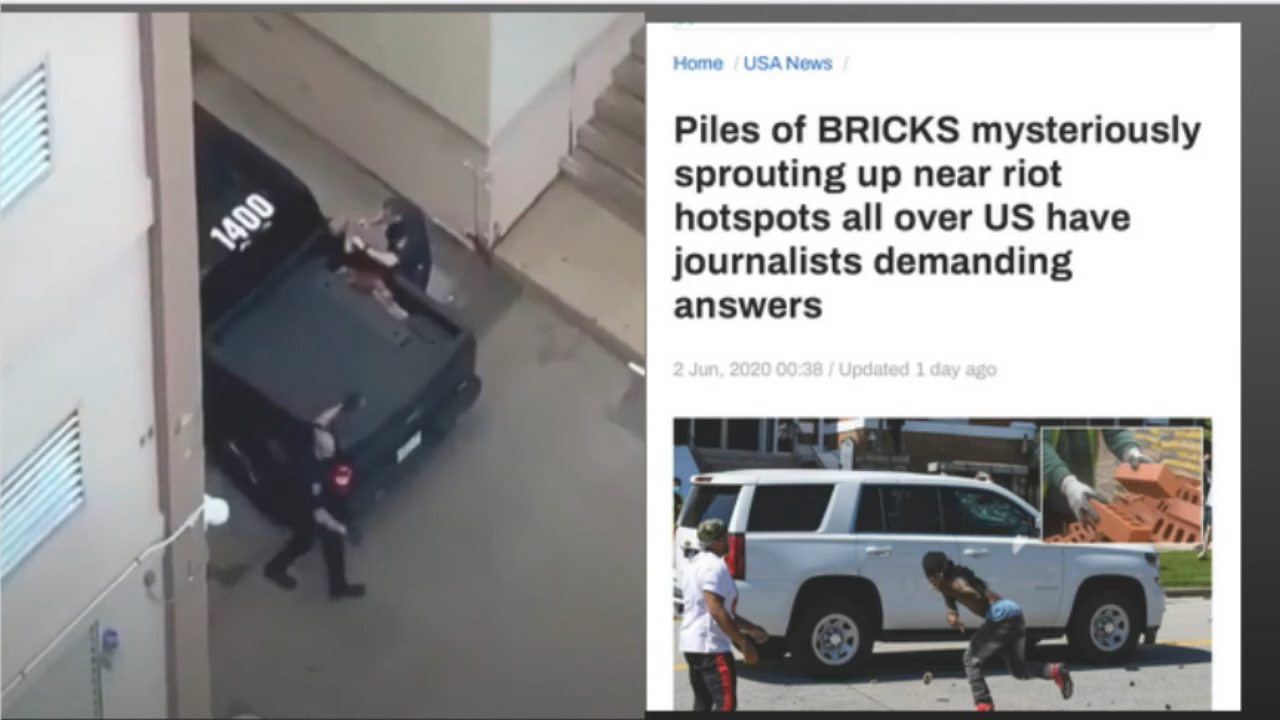 1400
Home / USA News /
Piles of BRICKS mysteriously
sprouting up near riot
hotspots all over US have
journalists demanding
answers
2 Jun, 2020 00:38 / Updated 1 day ago